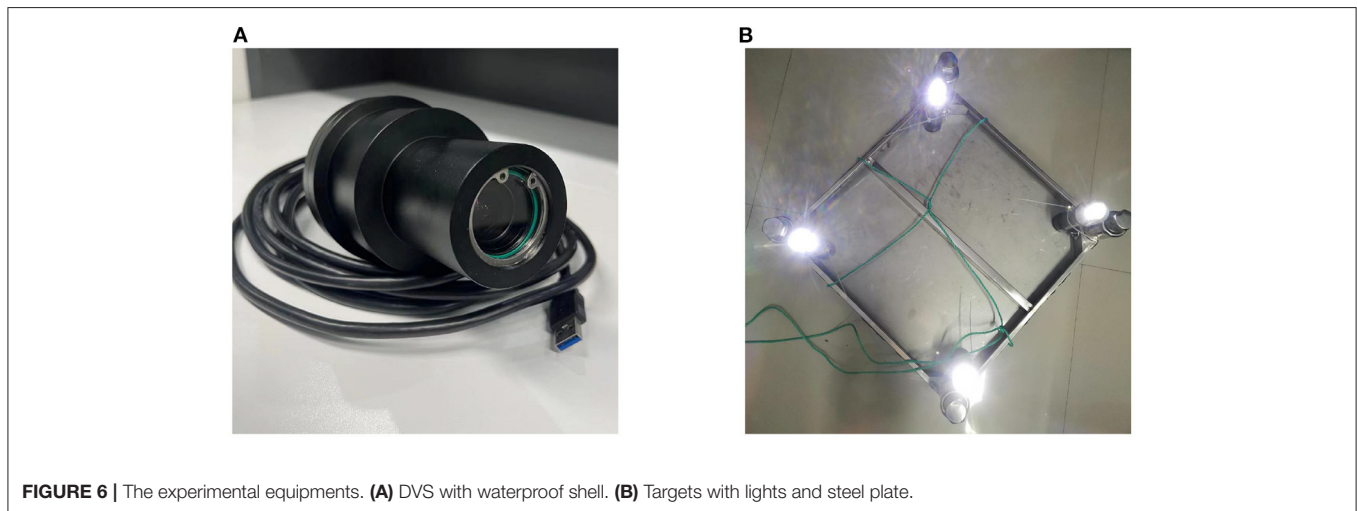 A
B
FIGURE 6 | The experimental equipments. (A) DVS with waterproof shell. (B) Targets with lights and steel plate.